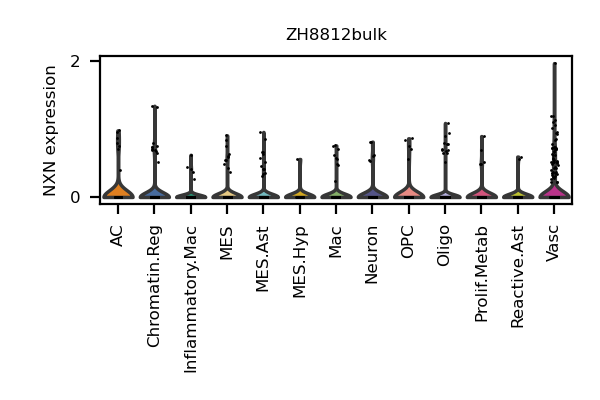 ZH8812bulk
NXN expression
2
0
AC
Chromatin.Reg
Inflammatory.Mac
MES
MES.Ast
MES.Hyp
Mac
Neuron
OPC
Oligo
Prolif.Metab
Reactive.Ast
Vasc